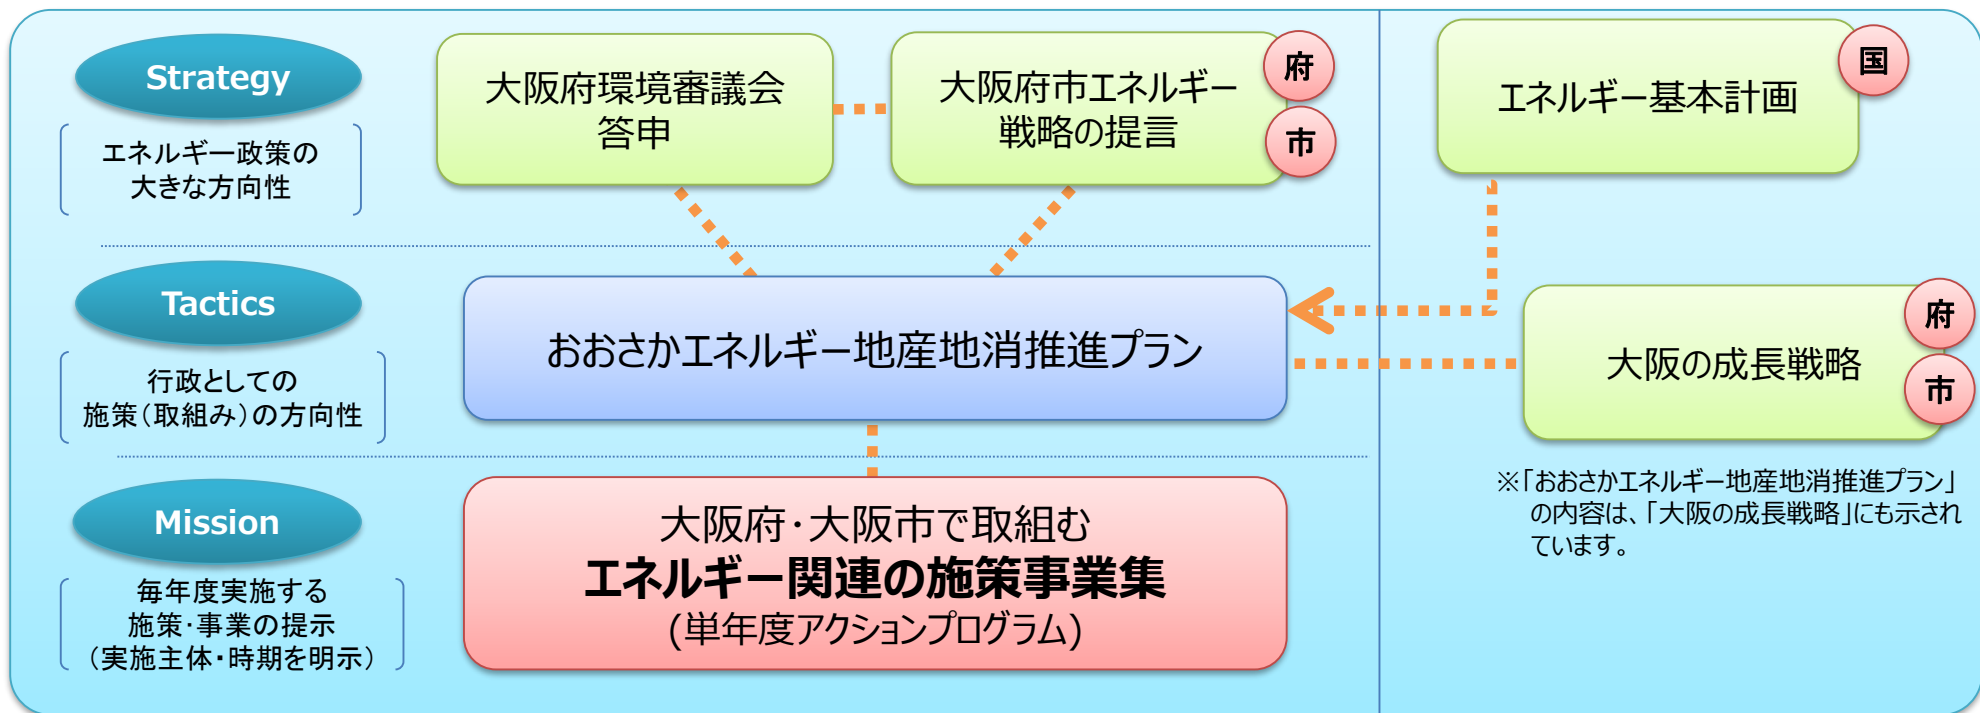 Strategy
エネルギー政策の
大きな方向性
大阪府環境審議会
答申
大阪府市エネルギー
戦略の提言
府
市
エネルギー基本計画
国
Tactics
行政としての
施策(取組み)の方向性
おおさかエネルギー地産地消推進プラン
大阪の成長戦略
府
市
※「おおさかエネルギー地産地消推進プラン」
の内容は、「大阪の成長戦略」にも示され
ています。
Mission
毎年度実施する
施策・事業の提示
(実施主体・時期を明示)
大阪府・大阪市で取組む
エネルギー関連の施策事業集
(単年度アクションプログラム)